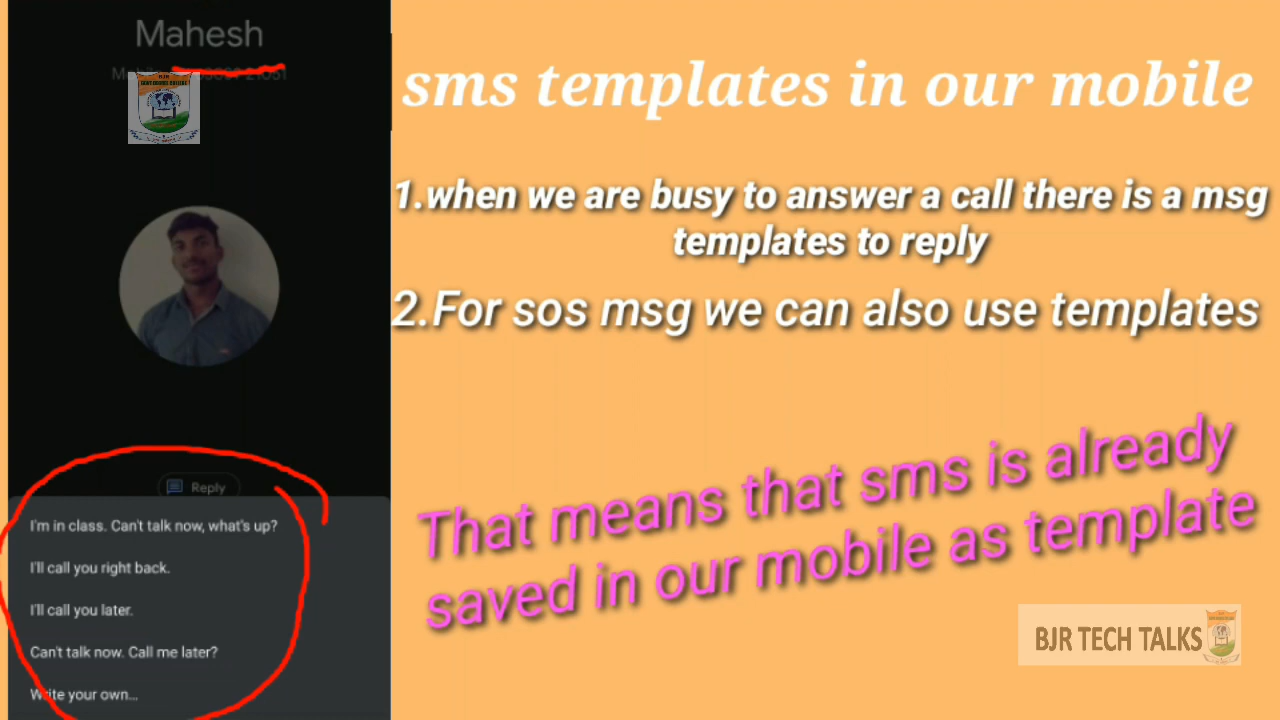 Mahesh
sms templates in our mobile
1.when we are busy to answer a call there is a msg
templates to reply
2.For sos msg we can also use templates
Reply
I'm in class. Can't talk now, what's up?
I'll call you right back.
I'll call you later.
Can't talk now. Call me later?
Write your own...
That means that sms is already
saved in our mobile as template
BJR TECH TALKS